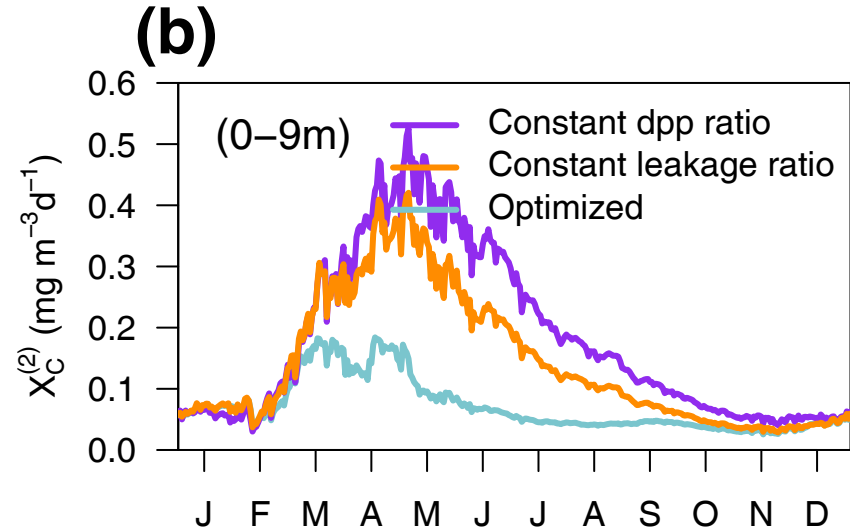 (b)
(0–9m)
Constant dpp ratio
Constant leakage ratio
Optimized
X_C^(2) (mg m⁻³d⁻¹)
0.6
0.5
0.4
0.3
0.2
0.1
0.0
J F M A M J J A S O N D